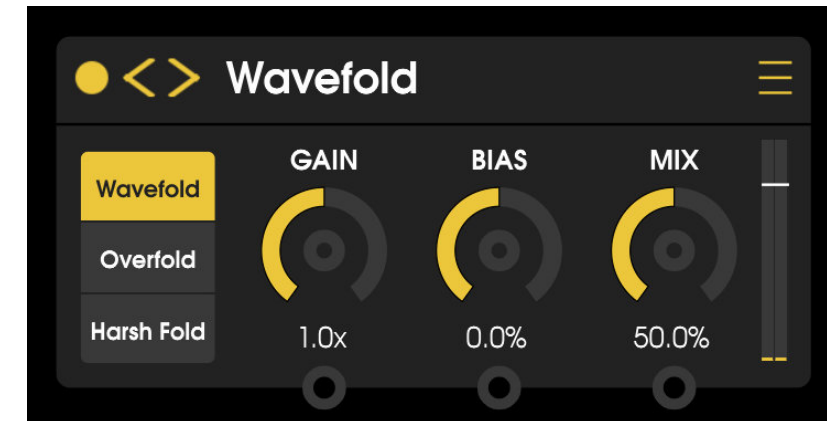 Wavefold
GAIN BIAS MIX
Wavefold
Overfold
Harsh Fold
1.0x 0.0% 50.0%